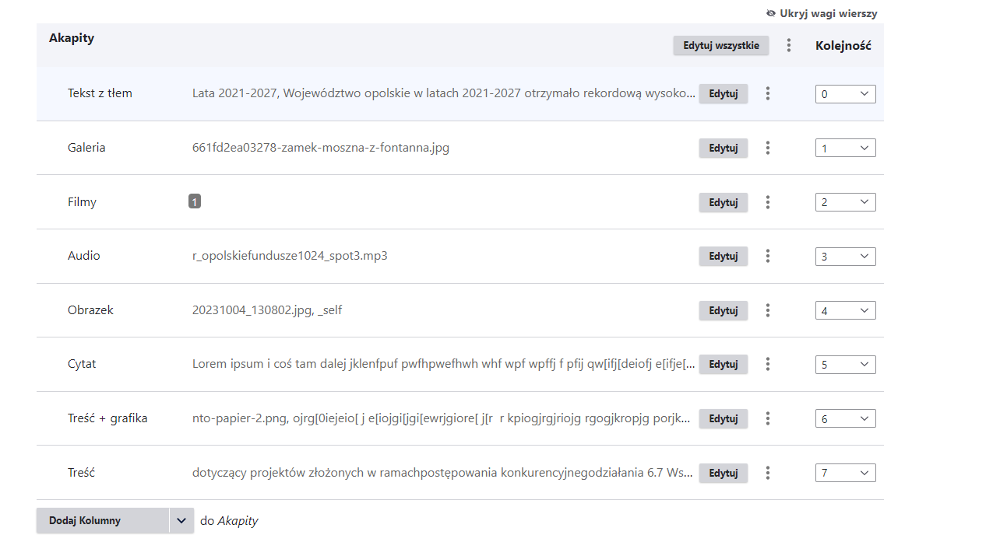 Ukryj wagi wierszy
Akapity Edytuj wszystkie Kolejność
Tekst z tłem Lata 2021-2027, Województwo opolskie w latach 2021-2027 otrzymało rekordową wysoko... Edytuj 0
Galeria 661fd2ea03278-zamek-moszna-z-fontanna.jpg Edytuj 1
Filmy 1 Edytuj 2
Audio r_opolskiefundusze1024_spot3.mp3 Edytuj 3
Obrazek 20231004_130802.jpg, _self Edytuj 4
Cytat Lorem ipsum i coś tam dalej jklenfpuf pwfhpwefhwh whf wpf wpffj f pfij qw[ifj[deiofj e[ifje[... Edytuj 5
Treść + grafika nto-papier-2.png, ojrg[0iejeio[ j e[iojgi[jgi[ewrjgiore[ j[r  r kpiogjrgjriojg rgogjkropjg porjk... Edytuj 6
Treść dotyczący projektów złożonych w ramachpostępowania konkurencyjnegodziałania 6.7 Ws... Edytuj 7
Dodaj Kolumny do Akapity